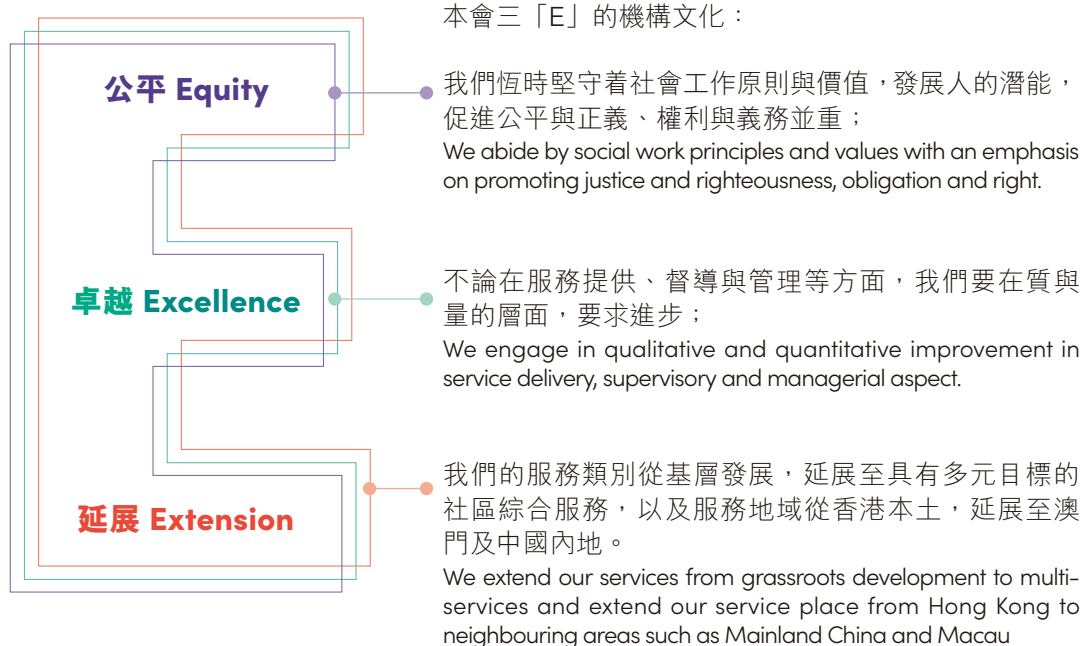 本會三「E」的機構文化：
公平 Equity
我們恆時堅守着社會工作原則與價值，發展人的潛能，
促進公平與正義、權利與義務並重；
We abide by social work principles and values with an emphasis
on promoting justice and righteousness, obligation and right.
卓越 Excellence
不論在服務提供、督導與管理等方面，我們要在質與
量的層面，要求進步；
We engage in qualitative and quantitative improvement in
service delivery, supervisory and managerial aspect.
延展 Extension
我們的服務類別從基層發展，延展至具有多元目標的
社區綜合服務，以及服務地域從香港本土，延展至澳
門及中國內地。
We extend our services from grassroots development to multi-
services and extend our service place from Hong Kong to
neighbouring areas such as Mainland China and Macau